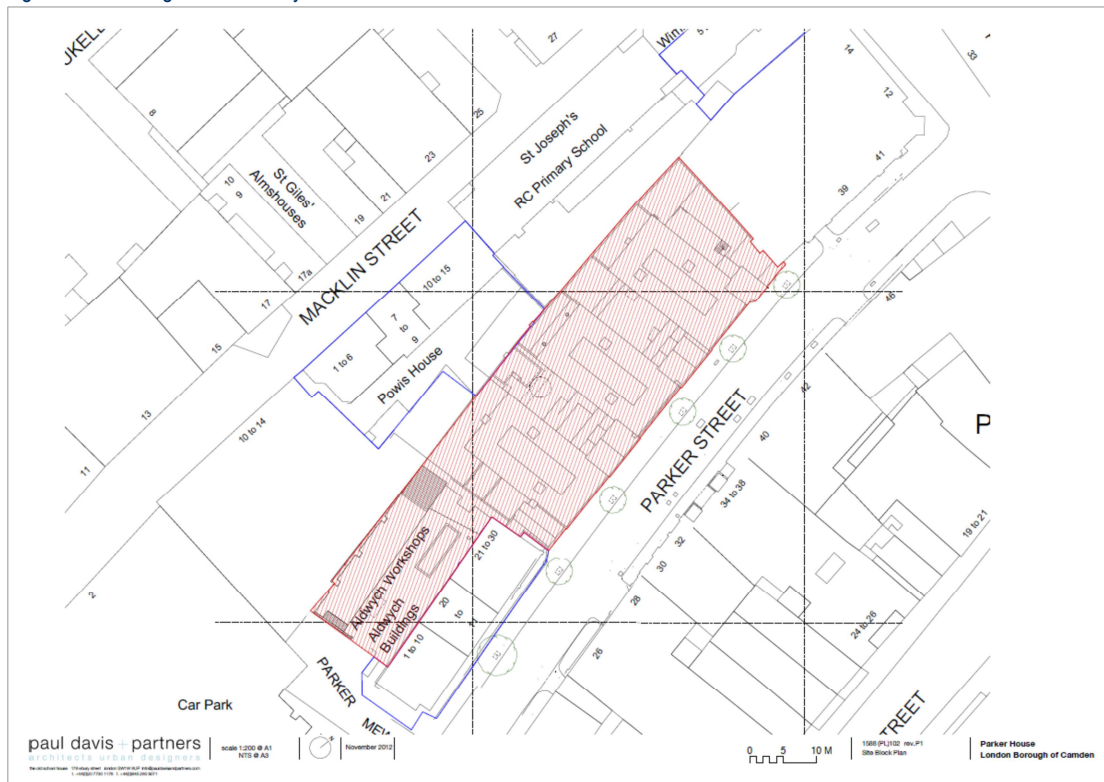 UKEL
8
27
Winn
14
33
12
25
St Joseph's
RC Primary School
23
41
St Giles'
Almshouses
10
9
21
19
39
MACKLIN STREET
17a
10 to 15
17
46
7
to
9
15
1 to 6
Powis House
42
13
10 to 14
PARKER STREET
40
P
11
34 to 38
19 to 21
Aldwych Workshops
21 to 30
32
2
Aldwych
Buildings
20
to
11
30
28
24 to 26
1 to 10
26
PARKER
MEW
STREET
Car Park
paul davis + partners
architects urban designers
scale 1:200 @ A1
NTS @ A3
N
November 2012
0 5 10 M
1588 (PL)102 rev.P1
Site Block Plan
Parker House
London Borough of Camden